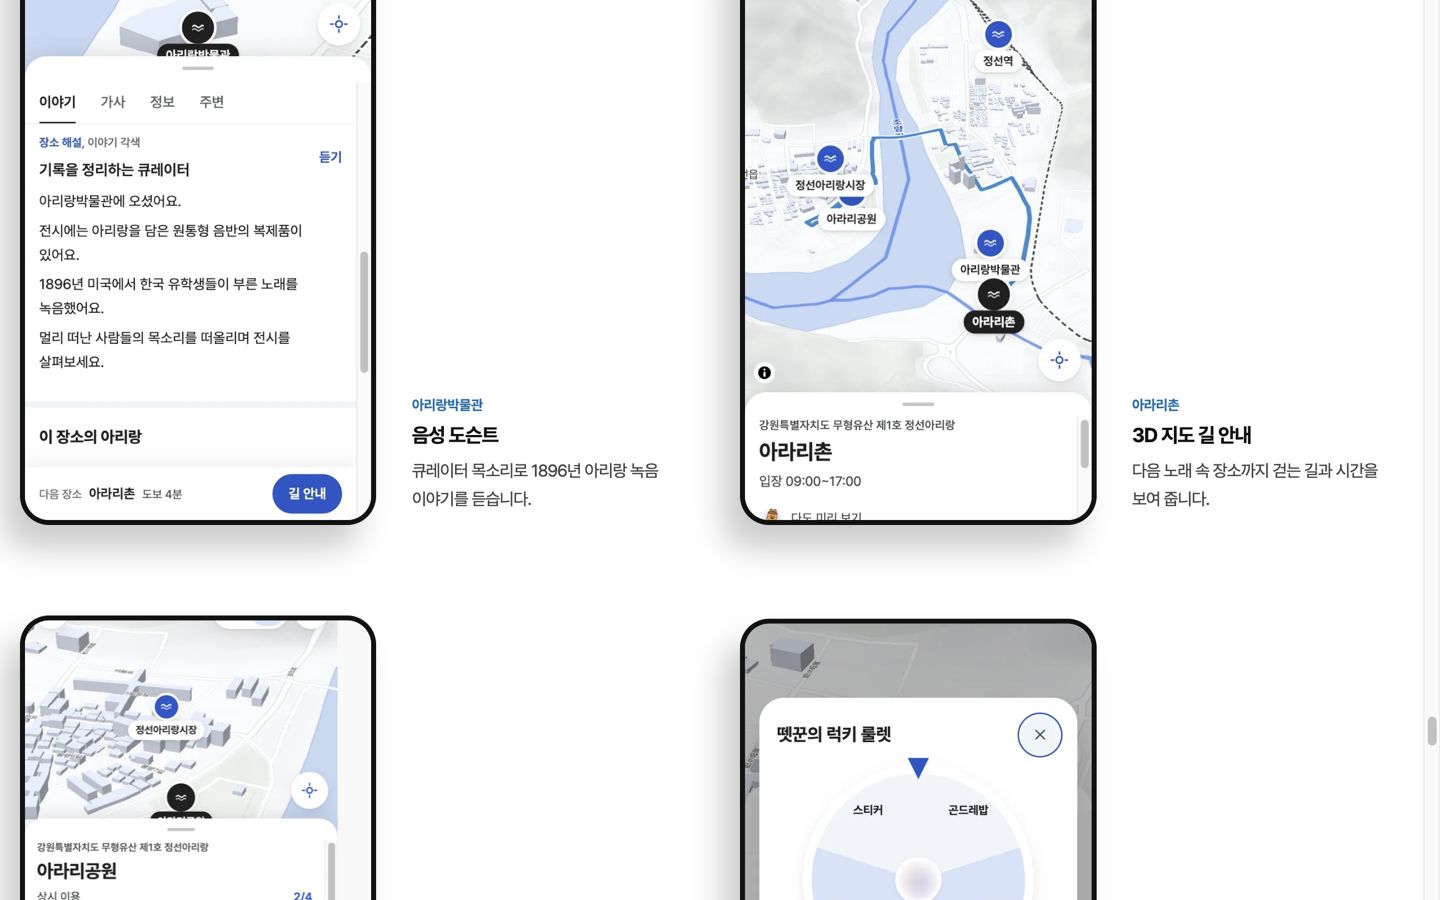 아리랑박물관
이야기
가사
정보
주변
장소 해설, 이야기 각색
듣기
기록을 정리하는 큐레이터
아리랑박물관에 오셨어요.
전시에는 아리랑을 담은 원통형 음반의 복제품이
있어요.
1896년 미국에서 한국 유학생들이 부른 노래를
녹음했어요.
멀리 떠난 사람들의 목소리를 떠올리며 전시를
살펴보세요.
이 장소의 아리랑
다음 장소 아라리촌 도보 4분
길 안내
아리랑박물관
음성 도슨트
큐레이터 목소리로 1896년 아리랑 녹음
이야기를 듣습니다.
정선역
정선아리랑시장
아라리공원
아리랑박물관
아라리촌
강원특별자치도 무형유산 제1호 정선아리랑
아라리촌
입장 09:00~17:00
다도 미리 보기
아라리촌
3D 지도 길 안내
다음 노래 속 장소까지 걷는 길과 시간을
보여 줍니다.
정선아리랑시장
강원특별자치도 무형유산 제1호 정선아리랑
아라리공원
상시 이용
2/4
뗏꾼의 럭키 룰렛
스티커
곤드레밥